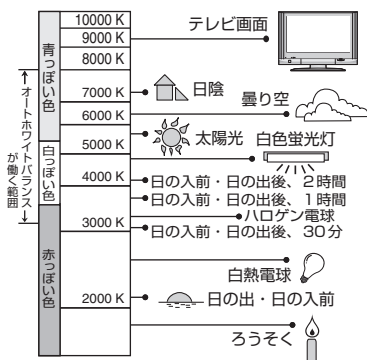 10000 K
9000 K
8000 K
7000 K
6000 K
5000 K
4000 K
3000 K
2000 K
青っぽい色
白っぽい色
赤っぽい色
オートホワイトバランス
が働く範囲
テレビ画面
日陰
曇り空
太陽光
白色蛍光灯
日の入前・日の出後、2時間
日の入前・日の出後、1時間
ハロゲン電球
日の入前・日の出後、30分
白熱電球
日の出・日の入前
ろうそく